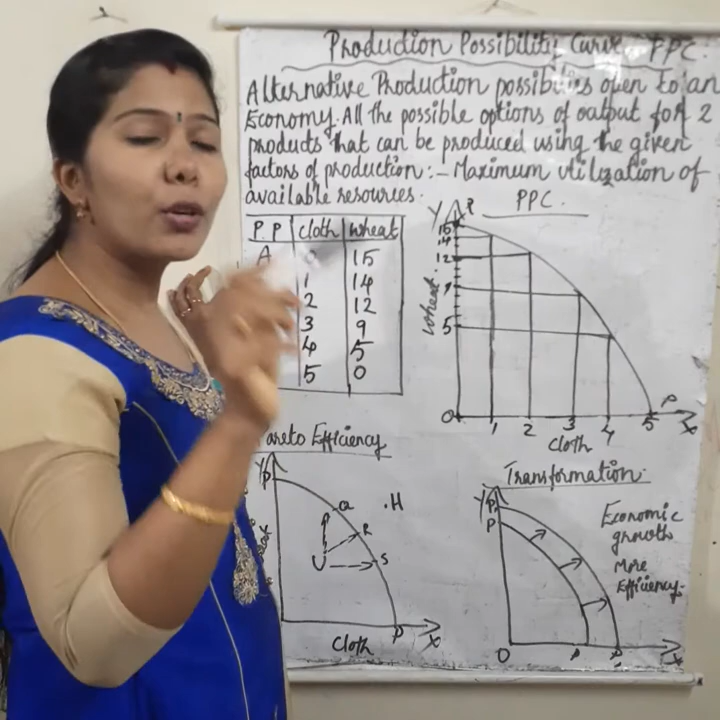 Production Possibility Curve PPC.
Alternative Production possibilities open to an
Economy. All the possible options of output for 2
products that can be produced using the given
factors of production:- Maximum utilization of
available resources.
P.P cloth wheat
A 15
1 14
2 12
3 9
4 5
5 0
PPC.
Y P
15
14
12
9
5
wheat
0 1 2 3 4 5 P X
cloth
areto Efficiency
Y
P
Q .H
R
U S
P X
cloth
Transformation.
Y P
P
Economic
growth
More
Efficiency.
0 P P X